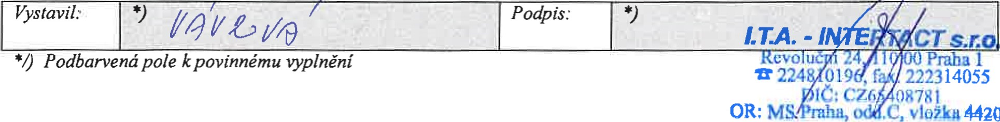 Vystavil: *) VÁVROVÁ Podpis: *)
I.T.A. - INTERTACT s.r.o.
*/) Podbarvená pole k povinnému vyplnění
Revoluční 24, 110 00 Praha 1
☎ 224810196, fax. 222314055
DIČ: CZ65408781
OR: MS Praha, odd.C, vložka 4420